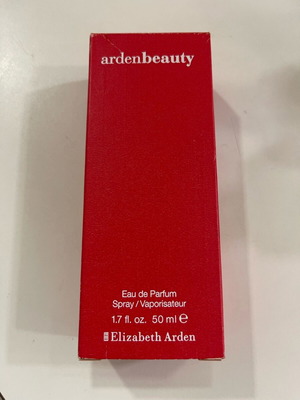 ardenbeauty
Eau de Parfum
Spray / Vaporisateur
1.7 fl. oz. 50 ml ℮
Elizabeth Arden